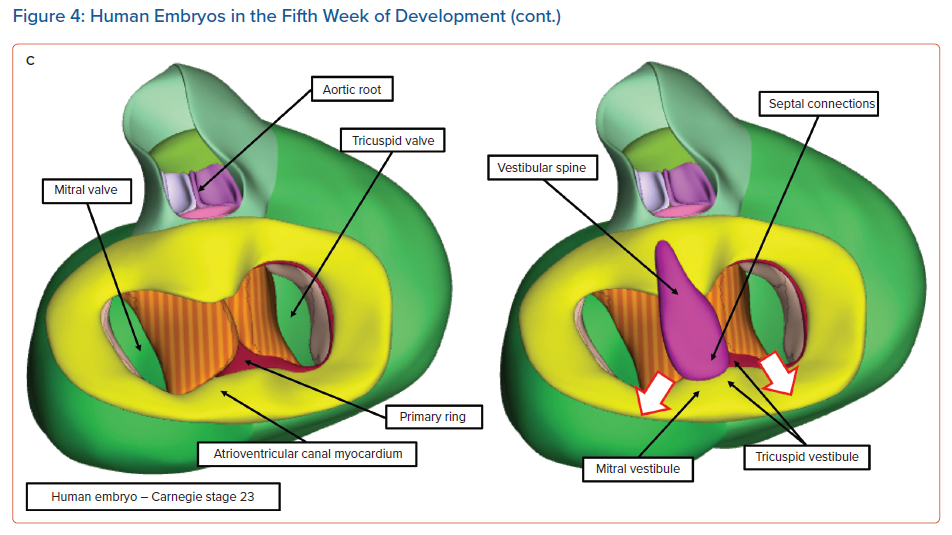 Figure 4: Human Embryos in the Fifth Week of Development (cont.)
C
Aortic root
Tricuspid valve
Mitral valve
Primary ring
Atrioventricular canal myocardium
Human embryo – Carnegie stage 23
Septal connections
Vestibular spine
Mitral vestibule
Tricuspid vestibule